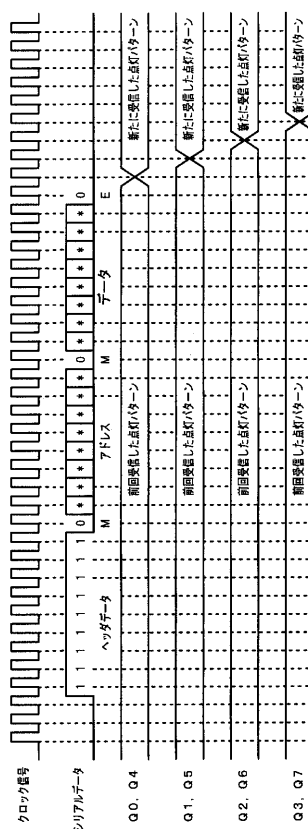 クロック信号
シリアルデータ 1 1 1 1 1 1 1 1 1 0 * * * * * * * * 0 * * * * * * * * 0
ヘッダデータ M アドレス M データ E
Q0, Q4 前回受信した点灯パターン 新たに受信した点灯パターン
Q1, Q5 前回受信した点灯パターン 新たに受信した点灯パターン
Q2, Q6 前回受信した点灯パターン 新たに受信した点灯パターン
Q3, Q7 前回受信した点灯パターン 新たに受信した点灯パターン